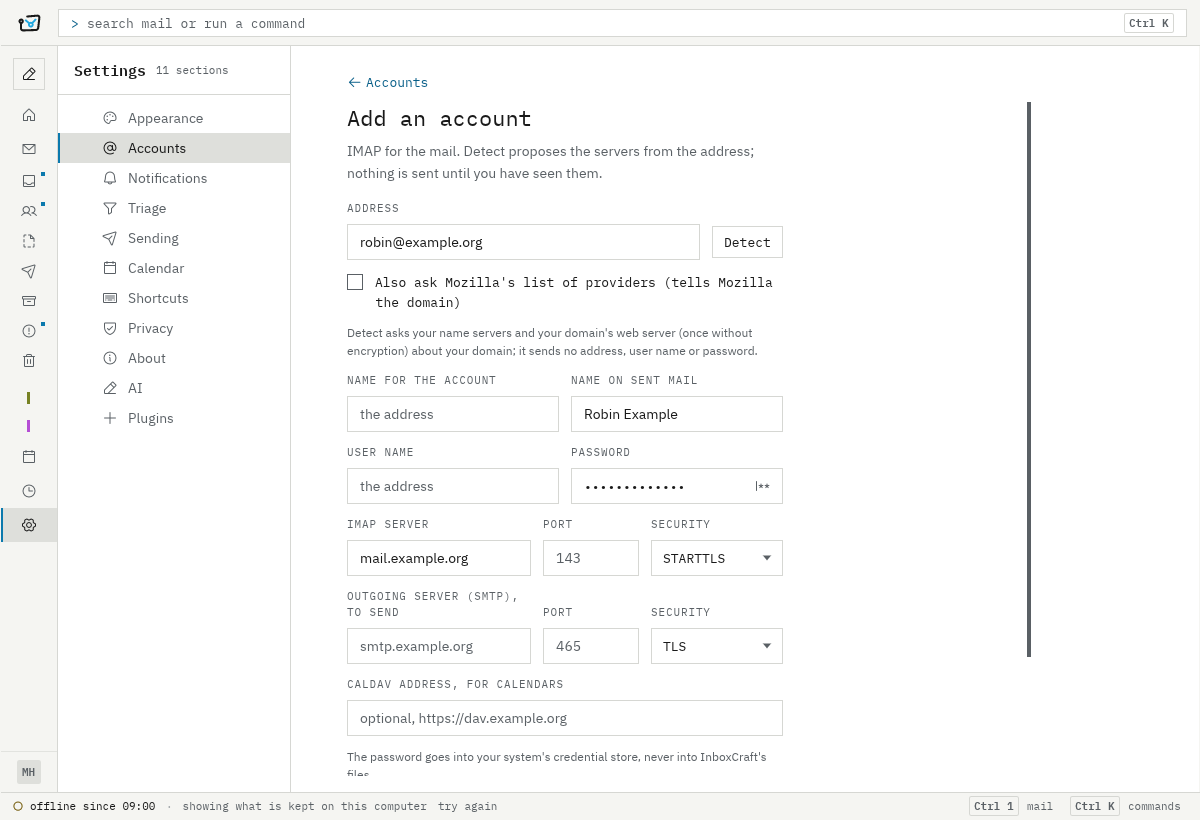 > search mail or run a command
Ctrl K
Settings 11 sections
Appearance
Accounts
Notifications
Triage
Sending
Calendar
Shortcuts
Privacy
About
AI
Plugins
MH
← Accounts
Add an account
IMAP for the mail. Detect proposes the servers from the address;
nothing is sent until you have seen them.
ADDRESS
robin@example.org
Detect
Also ask Mozilla's list of providers (tells Mozilla
the domain)
Detect asks your name servers and your domain's web server (once without
encryption) about your domain; it sends no address, user name or password.
NAME FOR THE ACCOUNT
NAME ON SENT MAIL
the address
Robin Example
USER NAME
PASSWORD
the address
•••••••••••••
IMAP SERVER
PORT
SECURITY
mail.example.org
143
STARTTLS
OUTGOING SERVER (SMTP),
TO SEND
PORT
SECURITY
smtp.example.org
465
TLS
CALDAV ADDRESS, FOR CALENDARS
optional, https://dav.example.org
The password goes into your system's credential store, never into InboxCraft's
files
offline since 09:00 · showing what is kept on this computer try again
Ctrl 1 mail Ctrl K commands